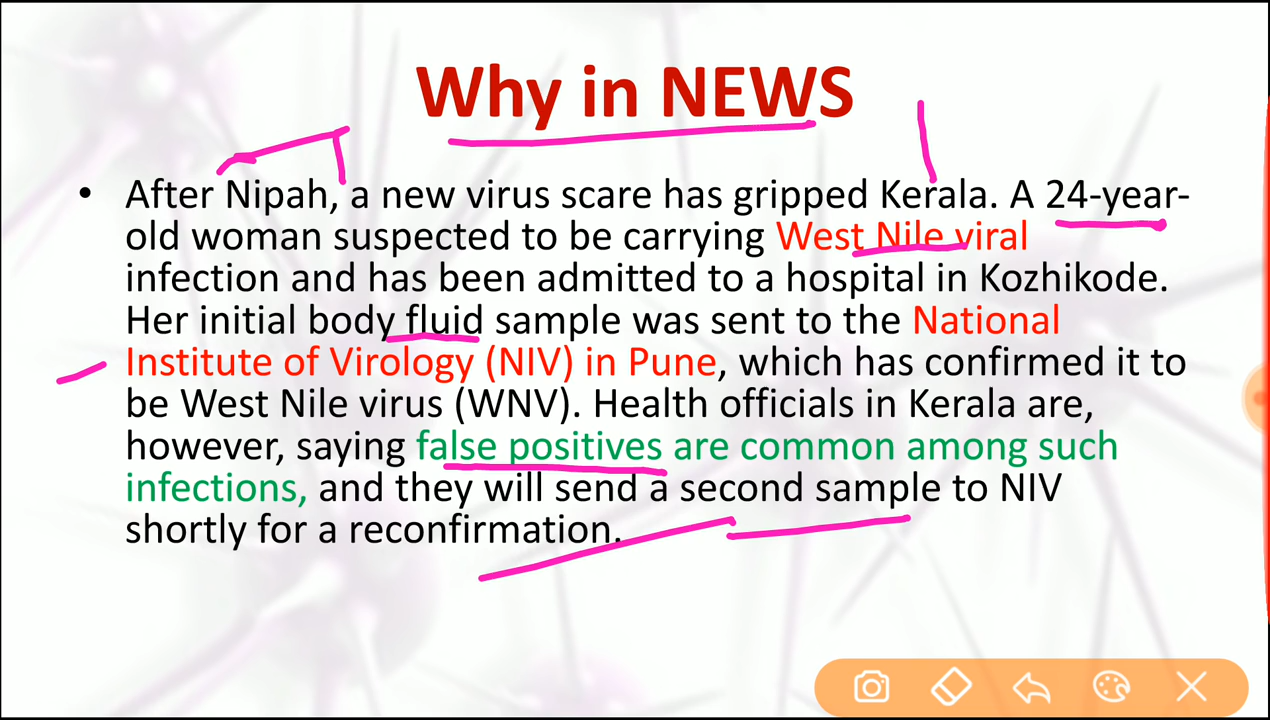 Why in NEWS
• After Nipah, a new virus scare has gripped Kerala. A 24-year-
old woman suspected to be carrying West Nile viral
infection and has been admitted to a hospital in Kozhikode.
Her initial body fluid sample was sent to the National
Institute of Virology (NIV) in Pune, which has confirmed it to
be West Nile virus (WNV). Health officials in Kerala are,
however, saying false positives are common among such
infections, and they will send a second sample to NIV
shortly for a reconfirmation.